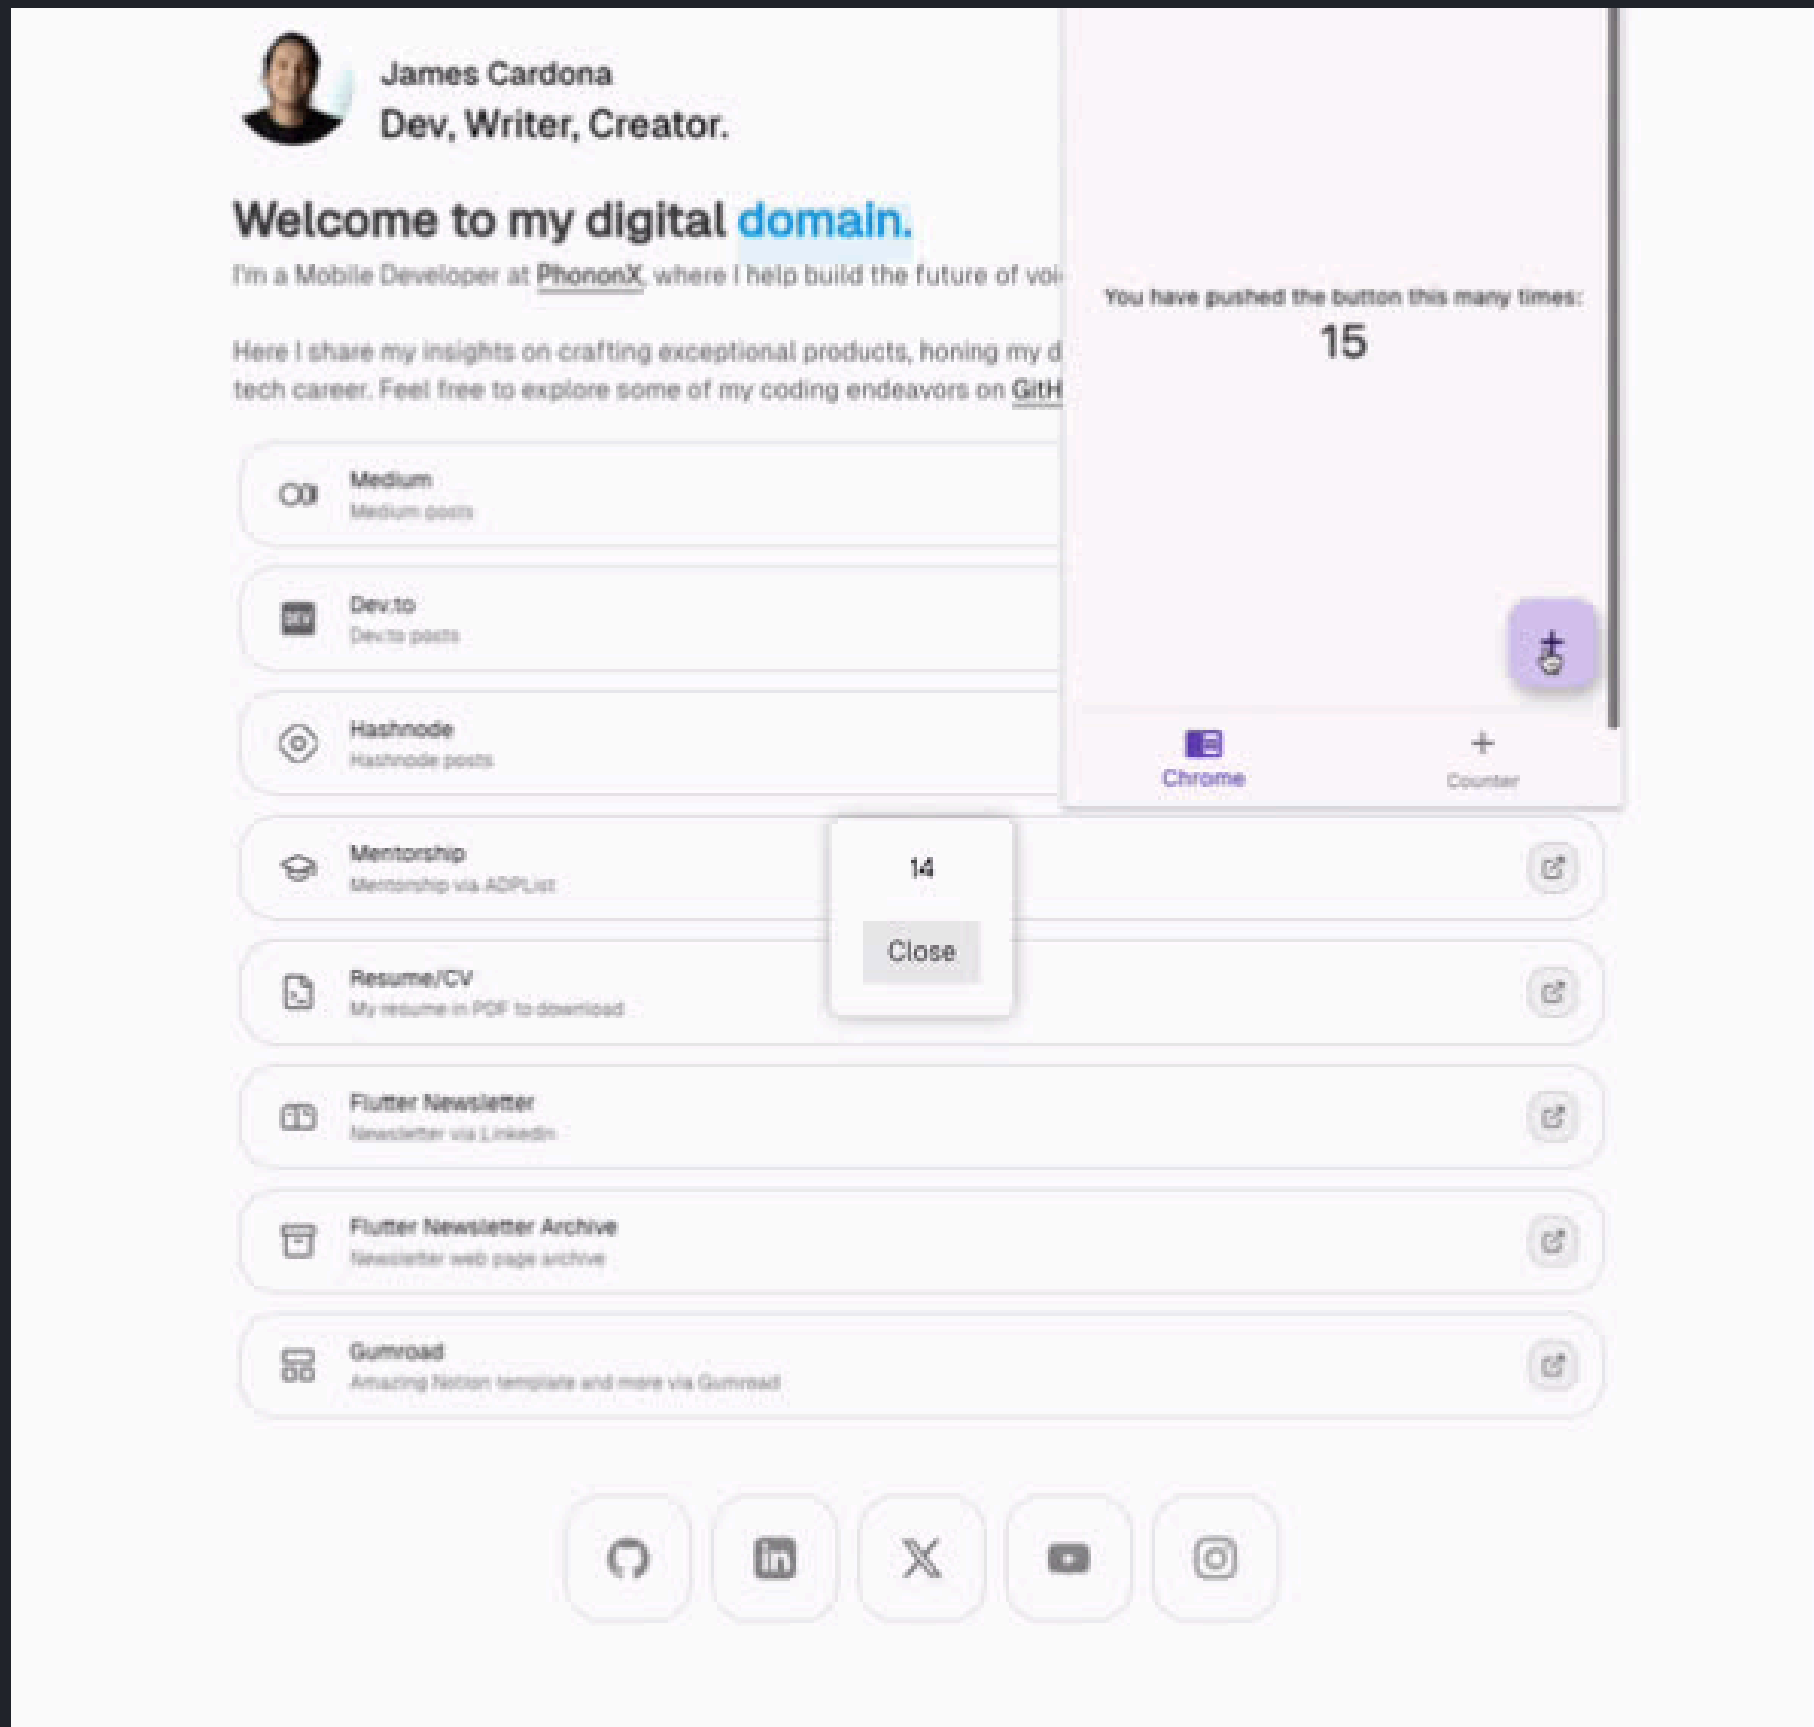 James Cardona
Dev, Writer, Creator.
Welcome to my digital domain.
I'm a Mobile Developer at PhononX, where I help build the future of voi
Here I share my insights on crafting exceptional products, honing my d
tech career. Feel free to explore some of my coding endeavors on GitH
You have pushed the button this many times:
15
+
Chrome
Counter
Medium
Medium posts
DEV
Dev.to
Dev.to posts
Hashnode
Hashnode posts
Mentorship
Mentorship via ADPList
14
Close
Resume/CV
My resume in PDF to download
Flutter Newsletter
Newsletter via LinkedIn
Flutter Newsletter Archive
Newsletter web page archive
Gumroad
Amazing Notion template and more via Gumroad
in
X